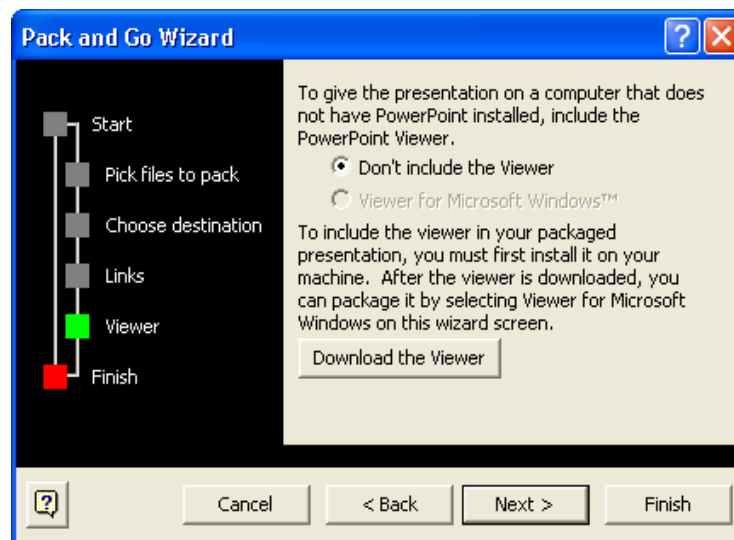 Pack and Go Wizard
Start
Pick files to pack
Choose destination
Links
Viewer
Finish
To give the presentation on a computer that does
not have PowerPoint installed, include the
PowerPoint Viewer.
Don't include the Viewer
Viewer for Microsoft Windows™
To include the viewer in your packaged
presentation, you must first install it on your
machine.  After the viewer is downloaded, you
can package it by selecting Viewer for Microsoft
Windows on this wizard screen.
Download the Viewer
Cancel
< Back
Next >
Finish